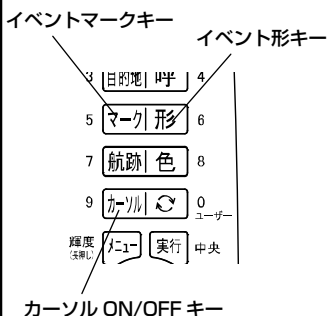 イベントマークキー
イベント形キー
3 目的地 呼 4
5 マーク 形 6
7 航跡 色 8
9 カーソル 0
ユーザー
輝度 メニュー 実行 中央
(長押し)
カーソル ON/OFF キー